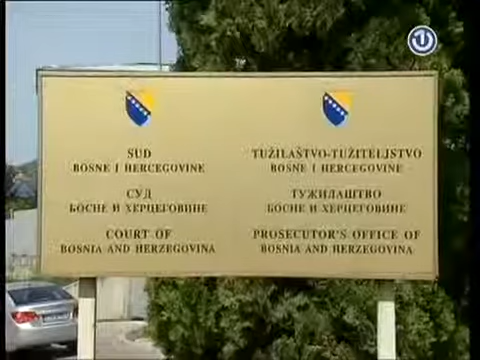 SUD
BOSNE I HERCEGOVINE
СУД
БОСНЕ И ХЕРЦЕГОВИНЕ
COURT OF
BOSNIA AND HERZEGOVINA
TUŽILAŠTVO-TUŽITELJSTVO
BOSNE I HERCEGOVINE
ТУЖИЛАШТВО
БОСНЕ И ХЕРЦЕГОВИНЕ
PROSECUTOR'S OFFICE OF
BOSNIA AND HERZEGOVINA
1